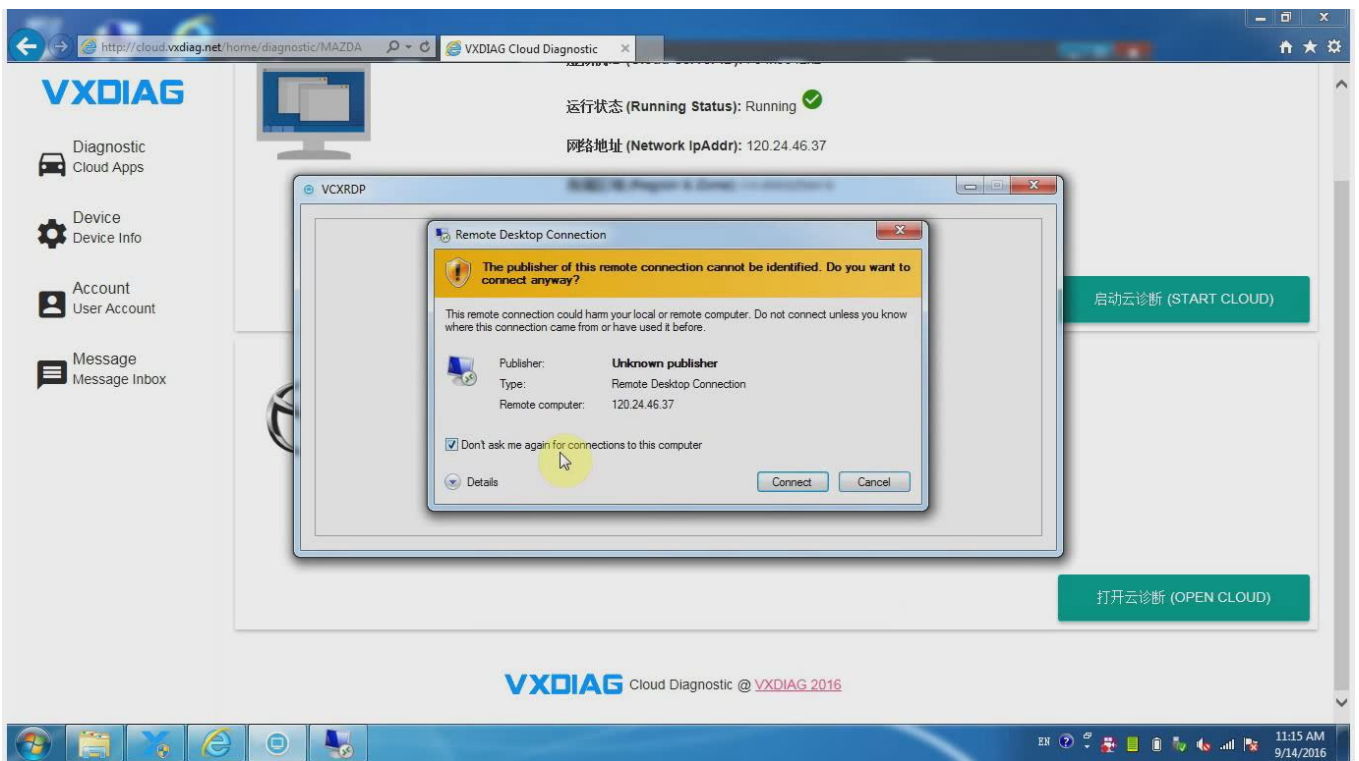 http://cloud.vxdiag.net/home/diagnostic/MAZDA
VXDIAG Cloud Diagnostic
VXDIAG
Diagnostic
Cloud Apps
Device
Device Info
Account
User Account
Message
Message Inbox
运行状态 (Running Status): Running
网络地址 (Network IpAddr): 120.24.46.37
VCXRDP
Remote Desktop Connection
The publisher of this remote connection cannot be identified. Do you want to
connect anyway?
This remote connection could harm your local or remote computer. Do not connect unless you know
where this connection came from or have used it before.
Publisher: Unknown publisher
Type: Remote Desktop Connection
Remote computer: 120.24.46.37
Don't ask me again for connections to this computer
Details
Connect
Cancel
启动云诊断 (START CLOUD)
打开云诊断 (OPEN CLOUD)
VXDIAG Cloud Diagnostic @ VXDIAG 2016
EN
11:15 AM
9/14/2016